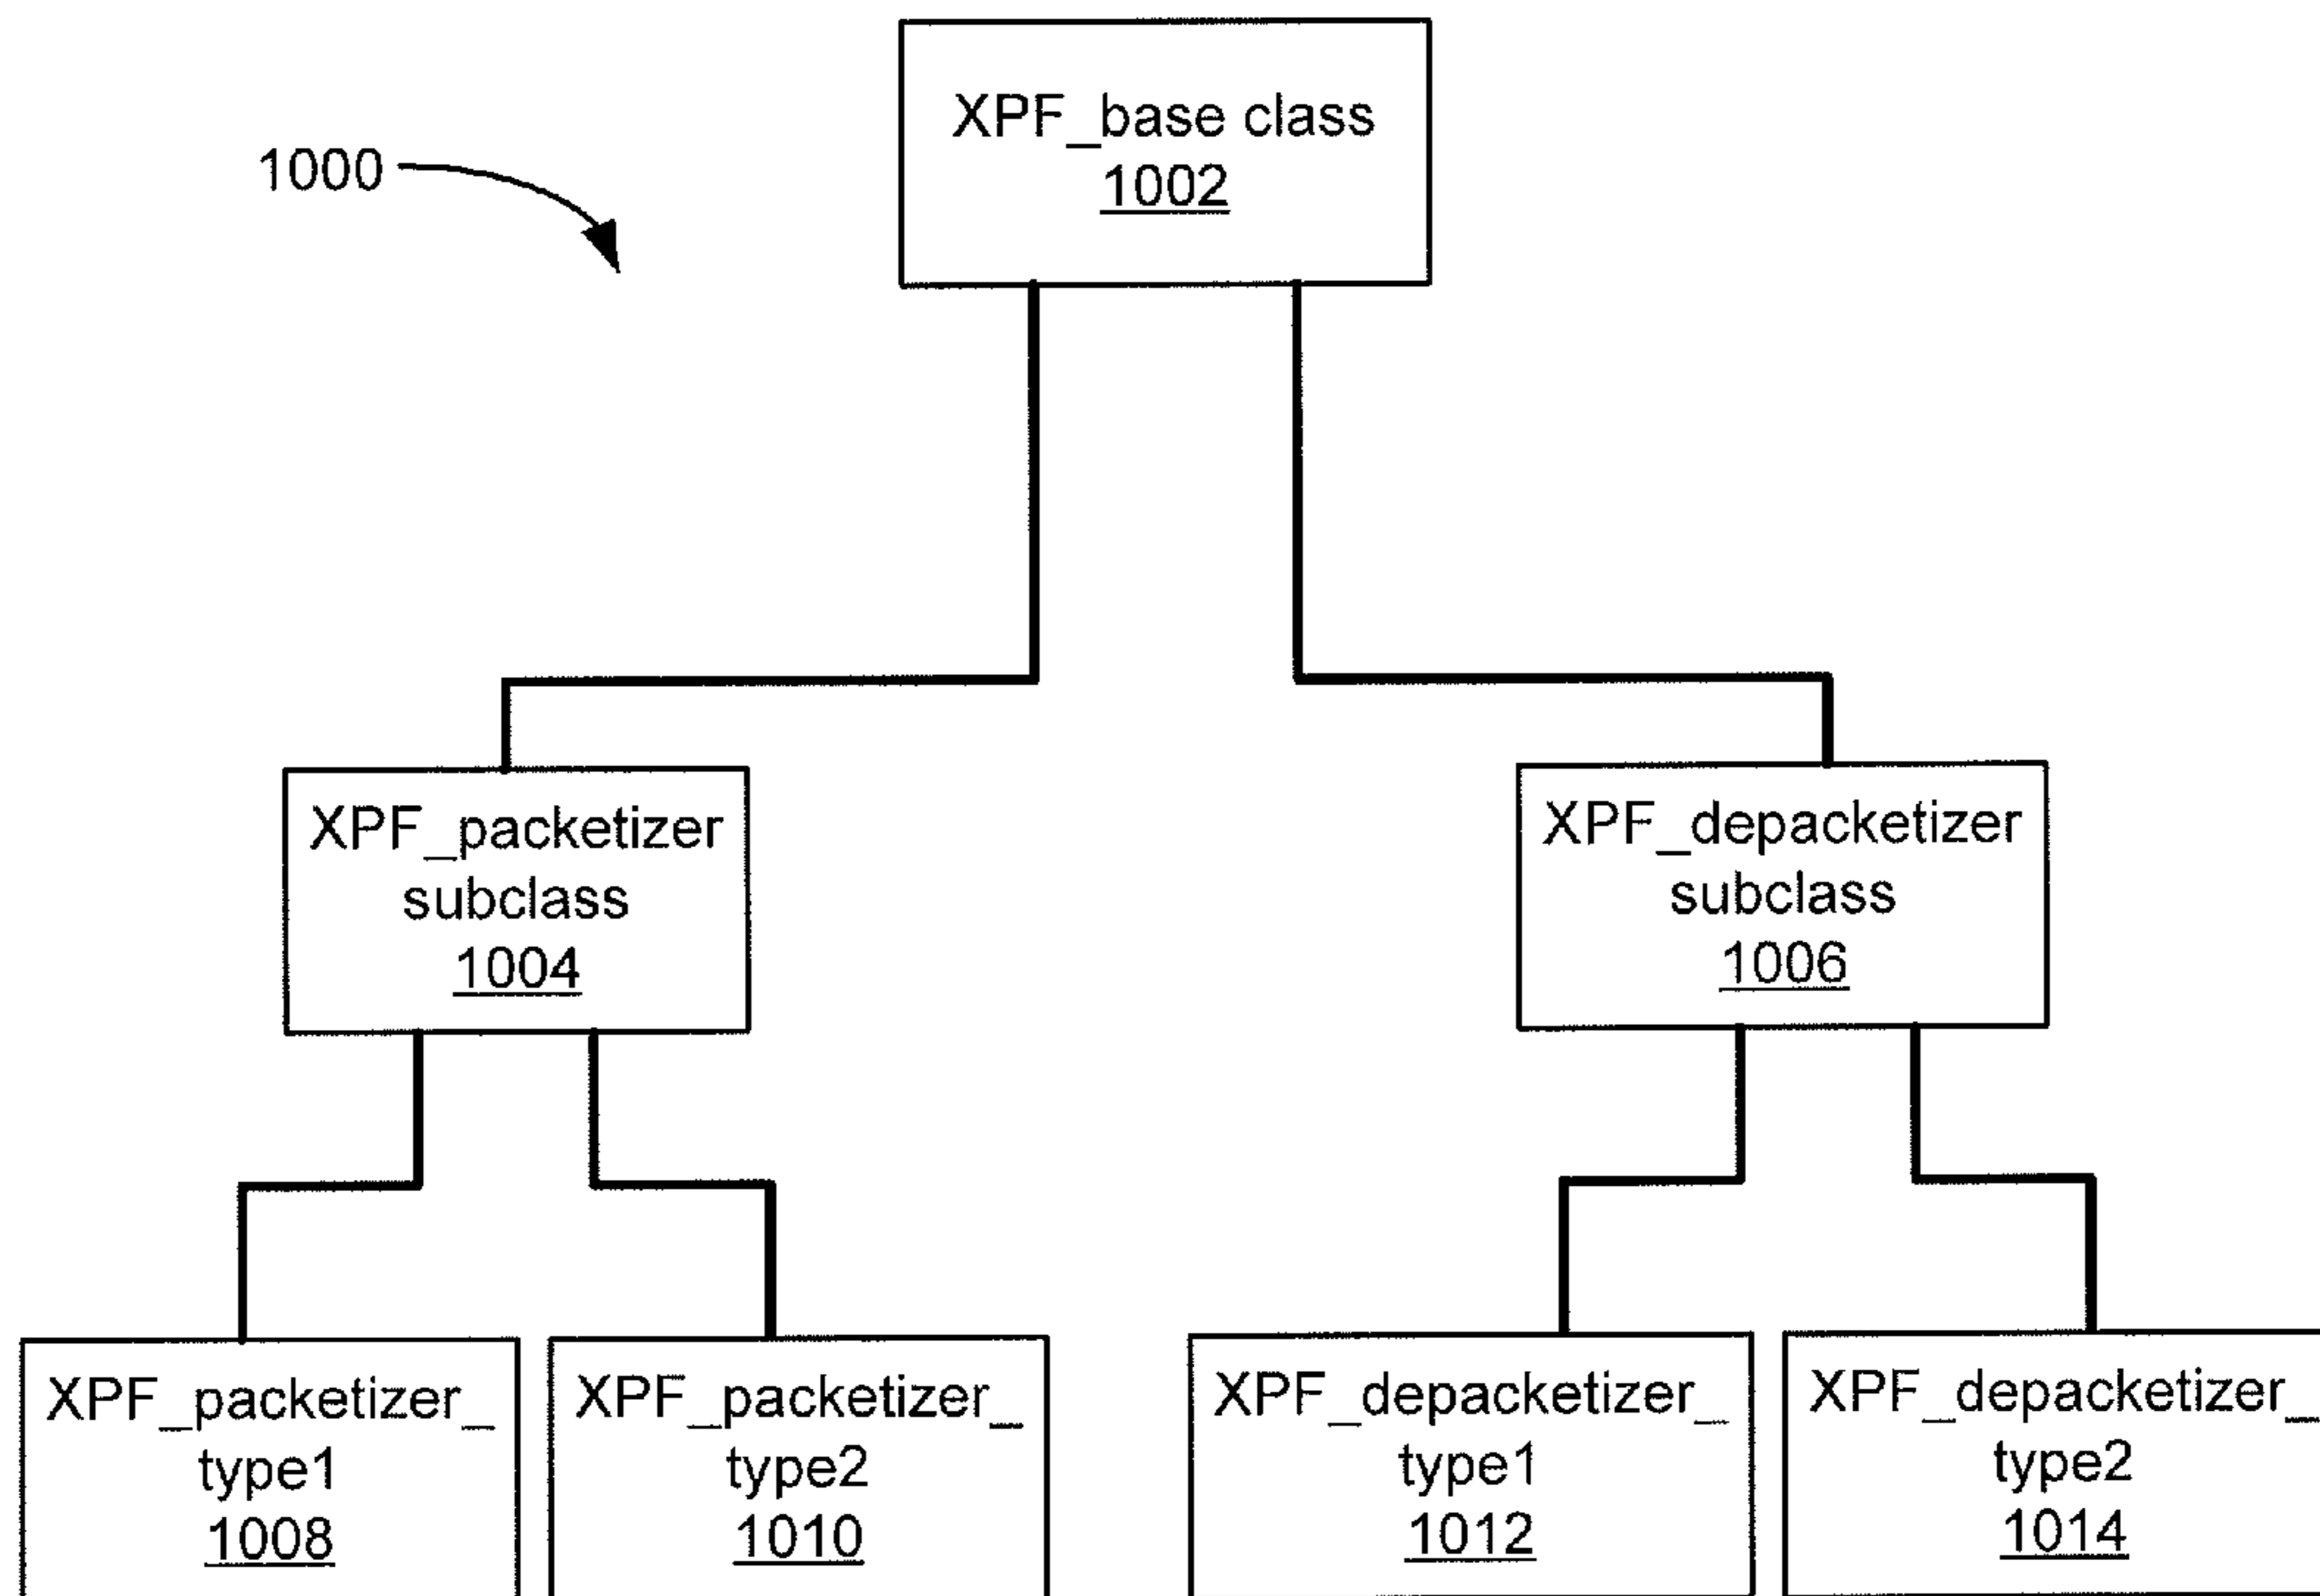 XPF_base class
1002
1000
XPF_packetizer
subclass
1004
XPF_depacketizer
subclass
1006
XPF_packetizer_
type1
1008
XPF_packetizer_
type2
1010
XPF_depacketizer_
type1
1012
XPF_depacketizer_
type2
1014